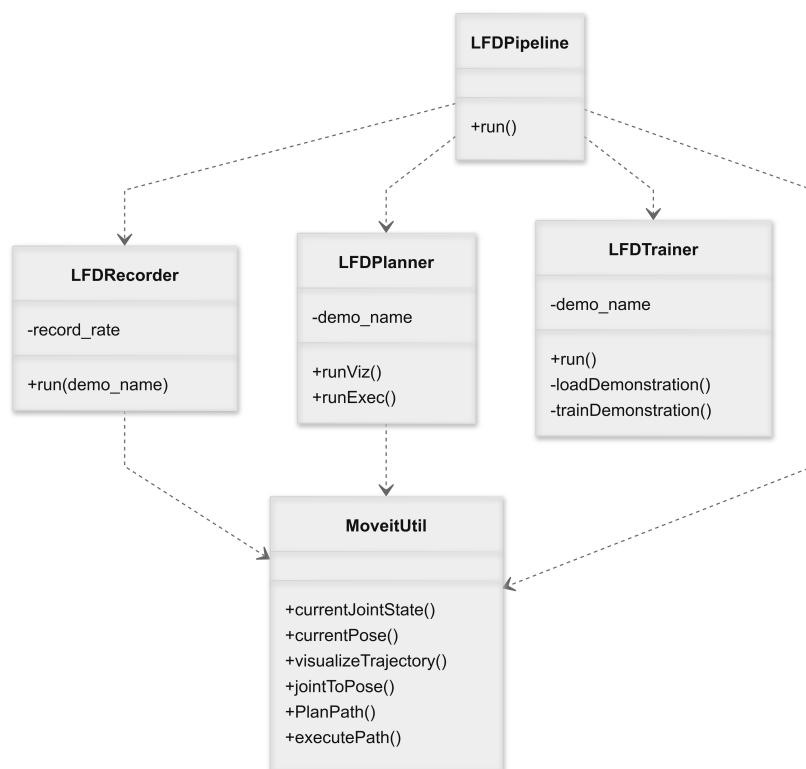 LFDPipeline
+run()
LFDRecorder
-record_rate
+run(demo_name)
LFDPlanner
-demo_name
+runViz()
+runExec()
LFDTrainer
-demo_name
+run()
-loadDemonstration()
-trainDemonstration()
MoveitUtil
+currentJointState()
+currentPose()
+visualizeTrajectory()
+jointToPose()
+PlanPath()
+executePath()